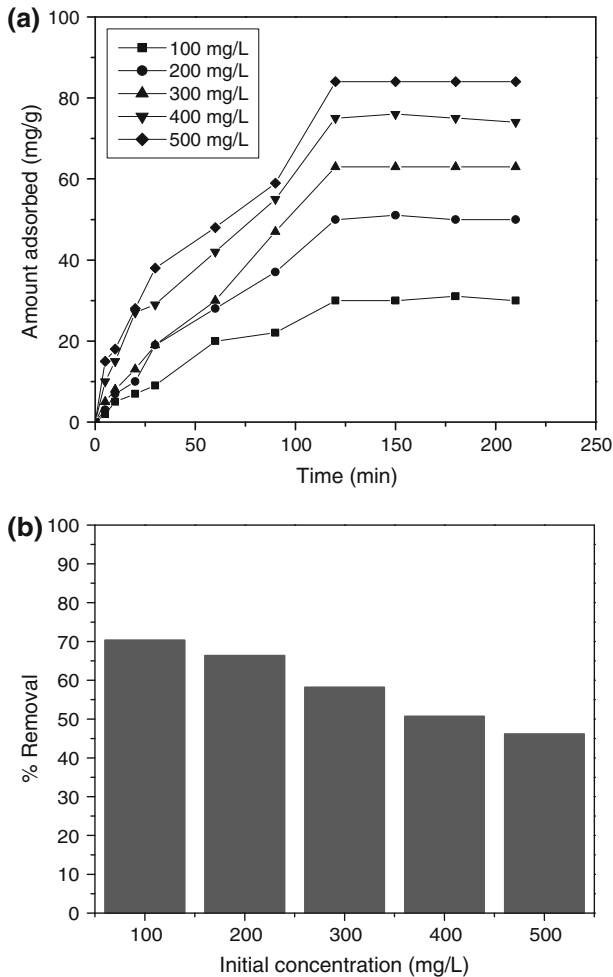 (a)
100 mg/L
200 mg/L
300 mg/L
400 mg/L
500 mg/L
100
80
60
40
20
0
Amount adsorbed (mg/g)
0 50 100 150 200 250
Time (min)
(b)
100
90
80
70
60
50
40
30
20
10
0
% Removal
100 200 300 400 500
Initial concentration (mg/L)